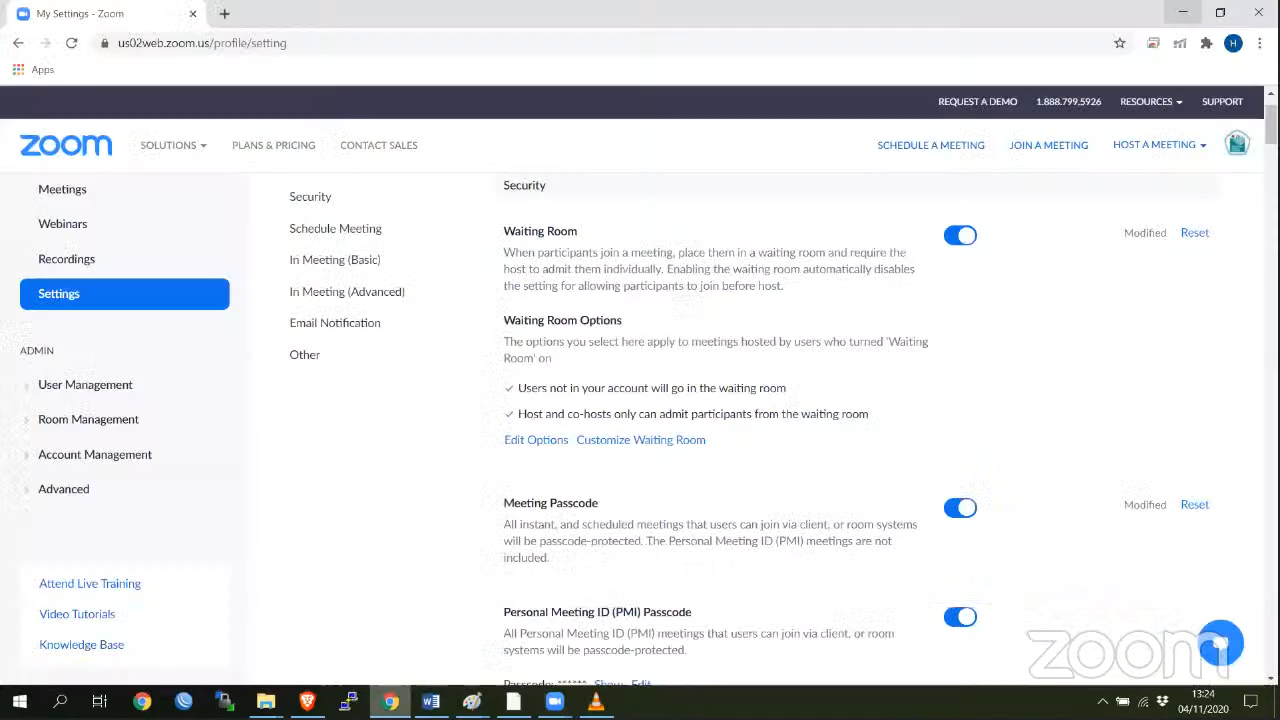 My Settings - Zoom
us02web.zoom.us/profile/setting
H
Apps
REQUEST A DEMO 1.888.799.5926 RESOURCES SUPPORT
zoom SOLUTIONS PLANS & PRICING CONTACT SALES SCHEDULE A MEETING JOIN A MEETING HOST A MEETING
Meetings
Webinars
Recordings
Settings
ADMIN
User Management
Room Management
Account Management
Advanced
Attend Live Training
Video Tutorials
Knowledge Base
Security
Schedule Meeting
In Meeting (Basic)
In Meeting (Advanced)
Email Notification
Other
Security
Waiting Room
Modified Reset
When participants join a meeting, place them in a waiting room and require the
host to admit them individually. Enabling the waiting room automatically disables
the setting for allowing participants to join before host.
Waiting Room Options
The options you select here apply to meetings hosted by users who turned 'Waiting
Room' on
Users not in your account will go in the waiting room
Host and co-hosts only can admit participants from the waiting room
Edit Options Customize Waiting Room
Meeting Passcode
Modified Reset
All instant, and scheduled meetings that users can join via client, or room systems
will be passcode-protected. The Personal Meeting ID (PMI) meetings are not
included.
Personal Meeting ID (PMI) Passcode
All Personal Meeting ID (PMI) meetings that users can join via client, or room
systems will be passcode-protected.
Passcode: ****** Show Edit
zoom
13:24
04/11/2020